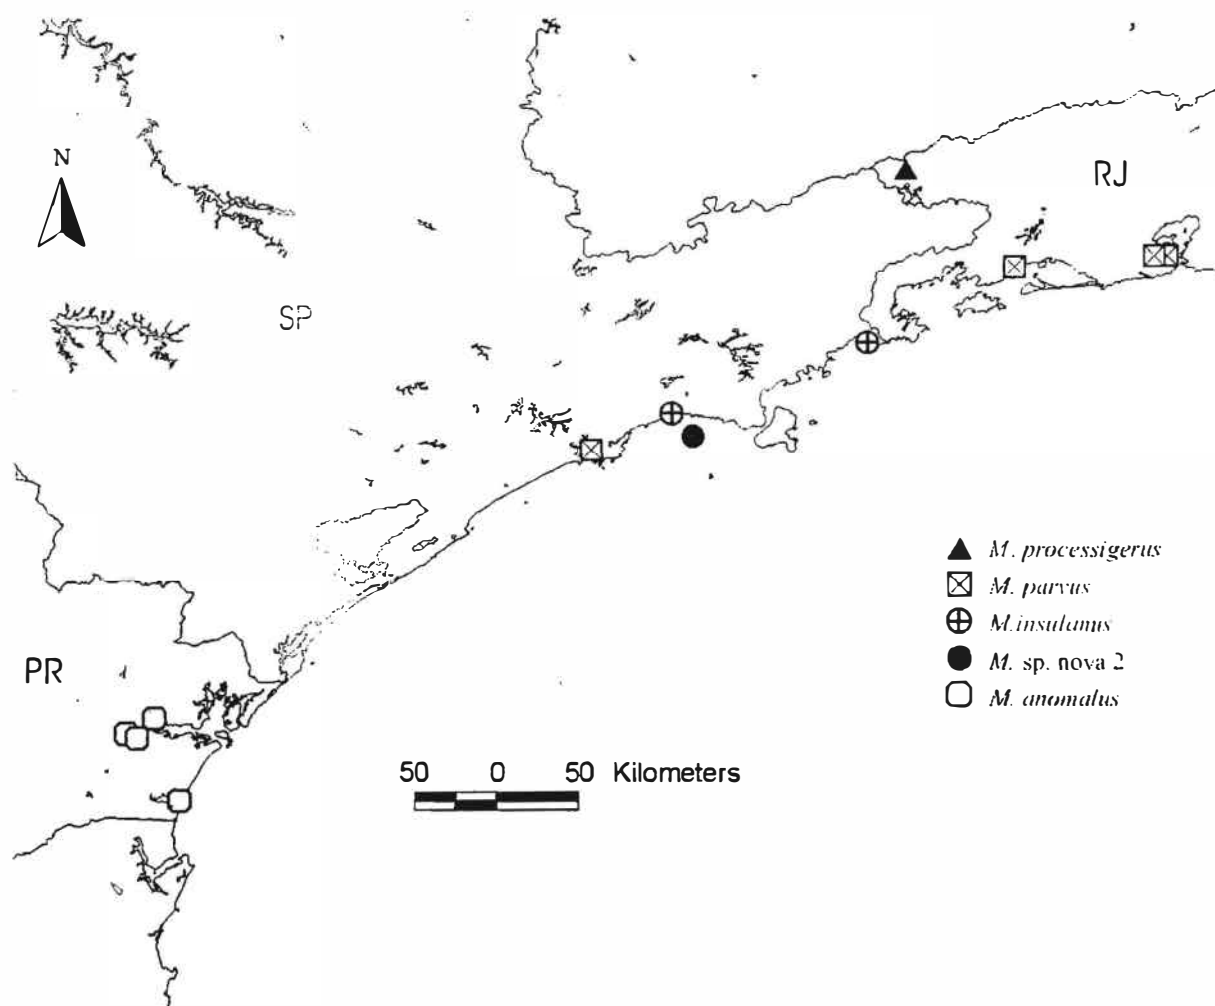 N
RJ
SP
M. processigerus
M. parvus
M.insulanus
M. sp. nova 2
PR
M. anomalus
50 0 50 Kilometers